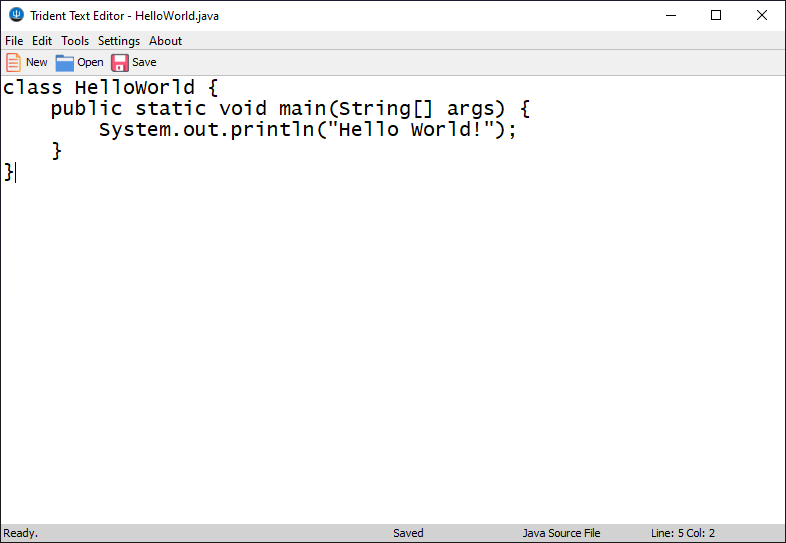 Trident Text Editor - HelloWorld.java
File Edit Tools Settings About
New Open Save
class HelloWorld {
    public static void main(String[] args) {
        System.out.println("Hello World!");
    }
}
Ready. Saved Java Source File Line: 5 Col: 2